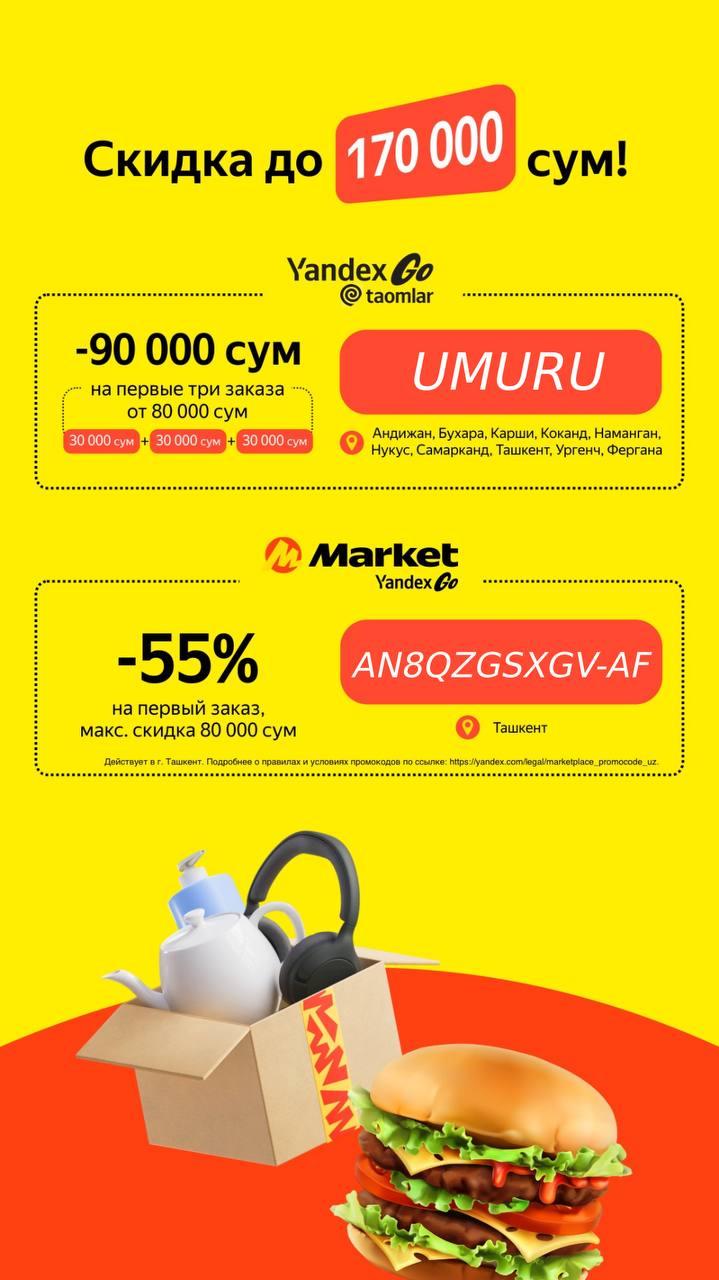 Скидка до 170 000 сум!
Yandex Go
taomlar
-90 000 сум
на первые три заказа
от 80 000 сум
30 000 сум + 30 000 сум + 30 000 сум
UMURU
Андижан, Бухара, Карши, Коканд, Наманган,
Нукус, Самарканд, Ташкент, Ургенч, Фергана
Market
Yandex Go
-55%
на первый заказ,
макс. скидка 80 000 сум
AN8QZGSXGV-AF
Ташкент
Действует в г. Ташкент. Подробнее о правилах и условиях промокодов по ссылке: https://yandex.com/legal/marketplace_promocode_uz.